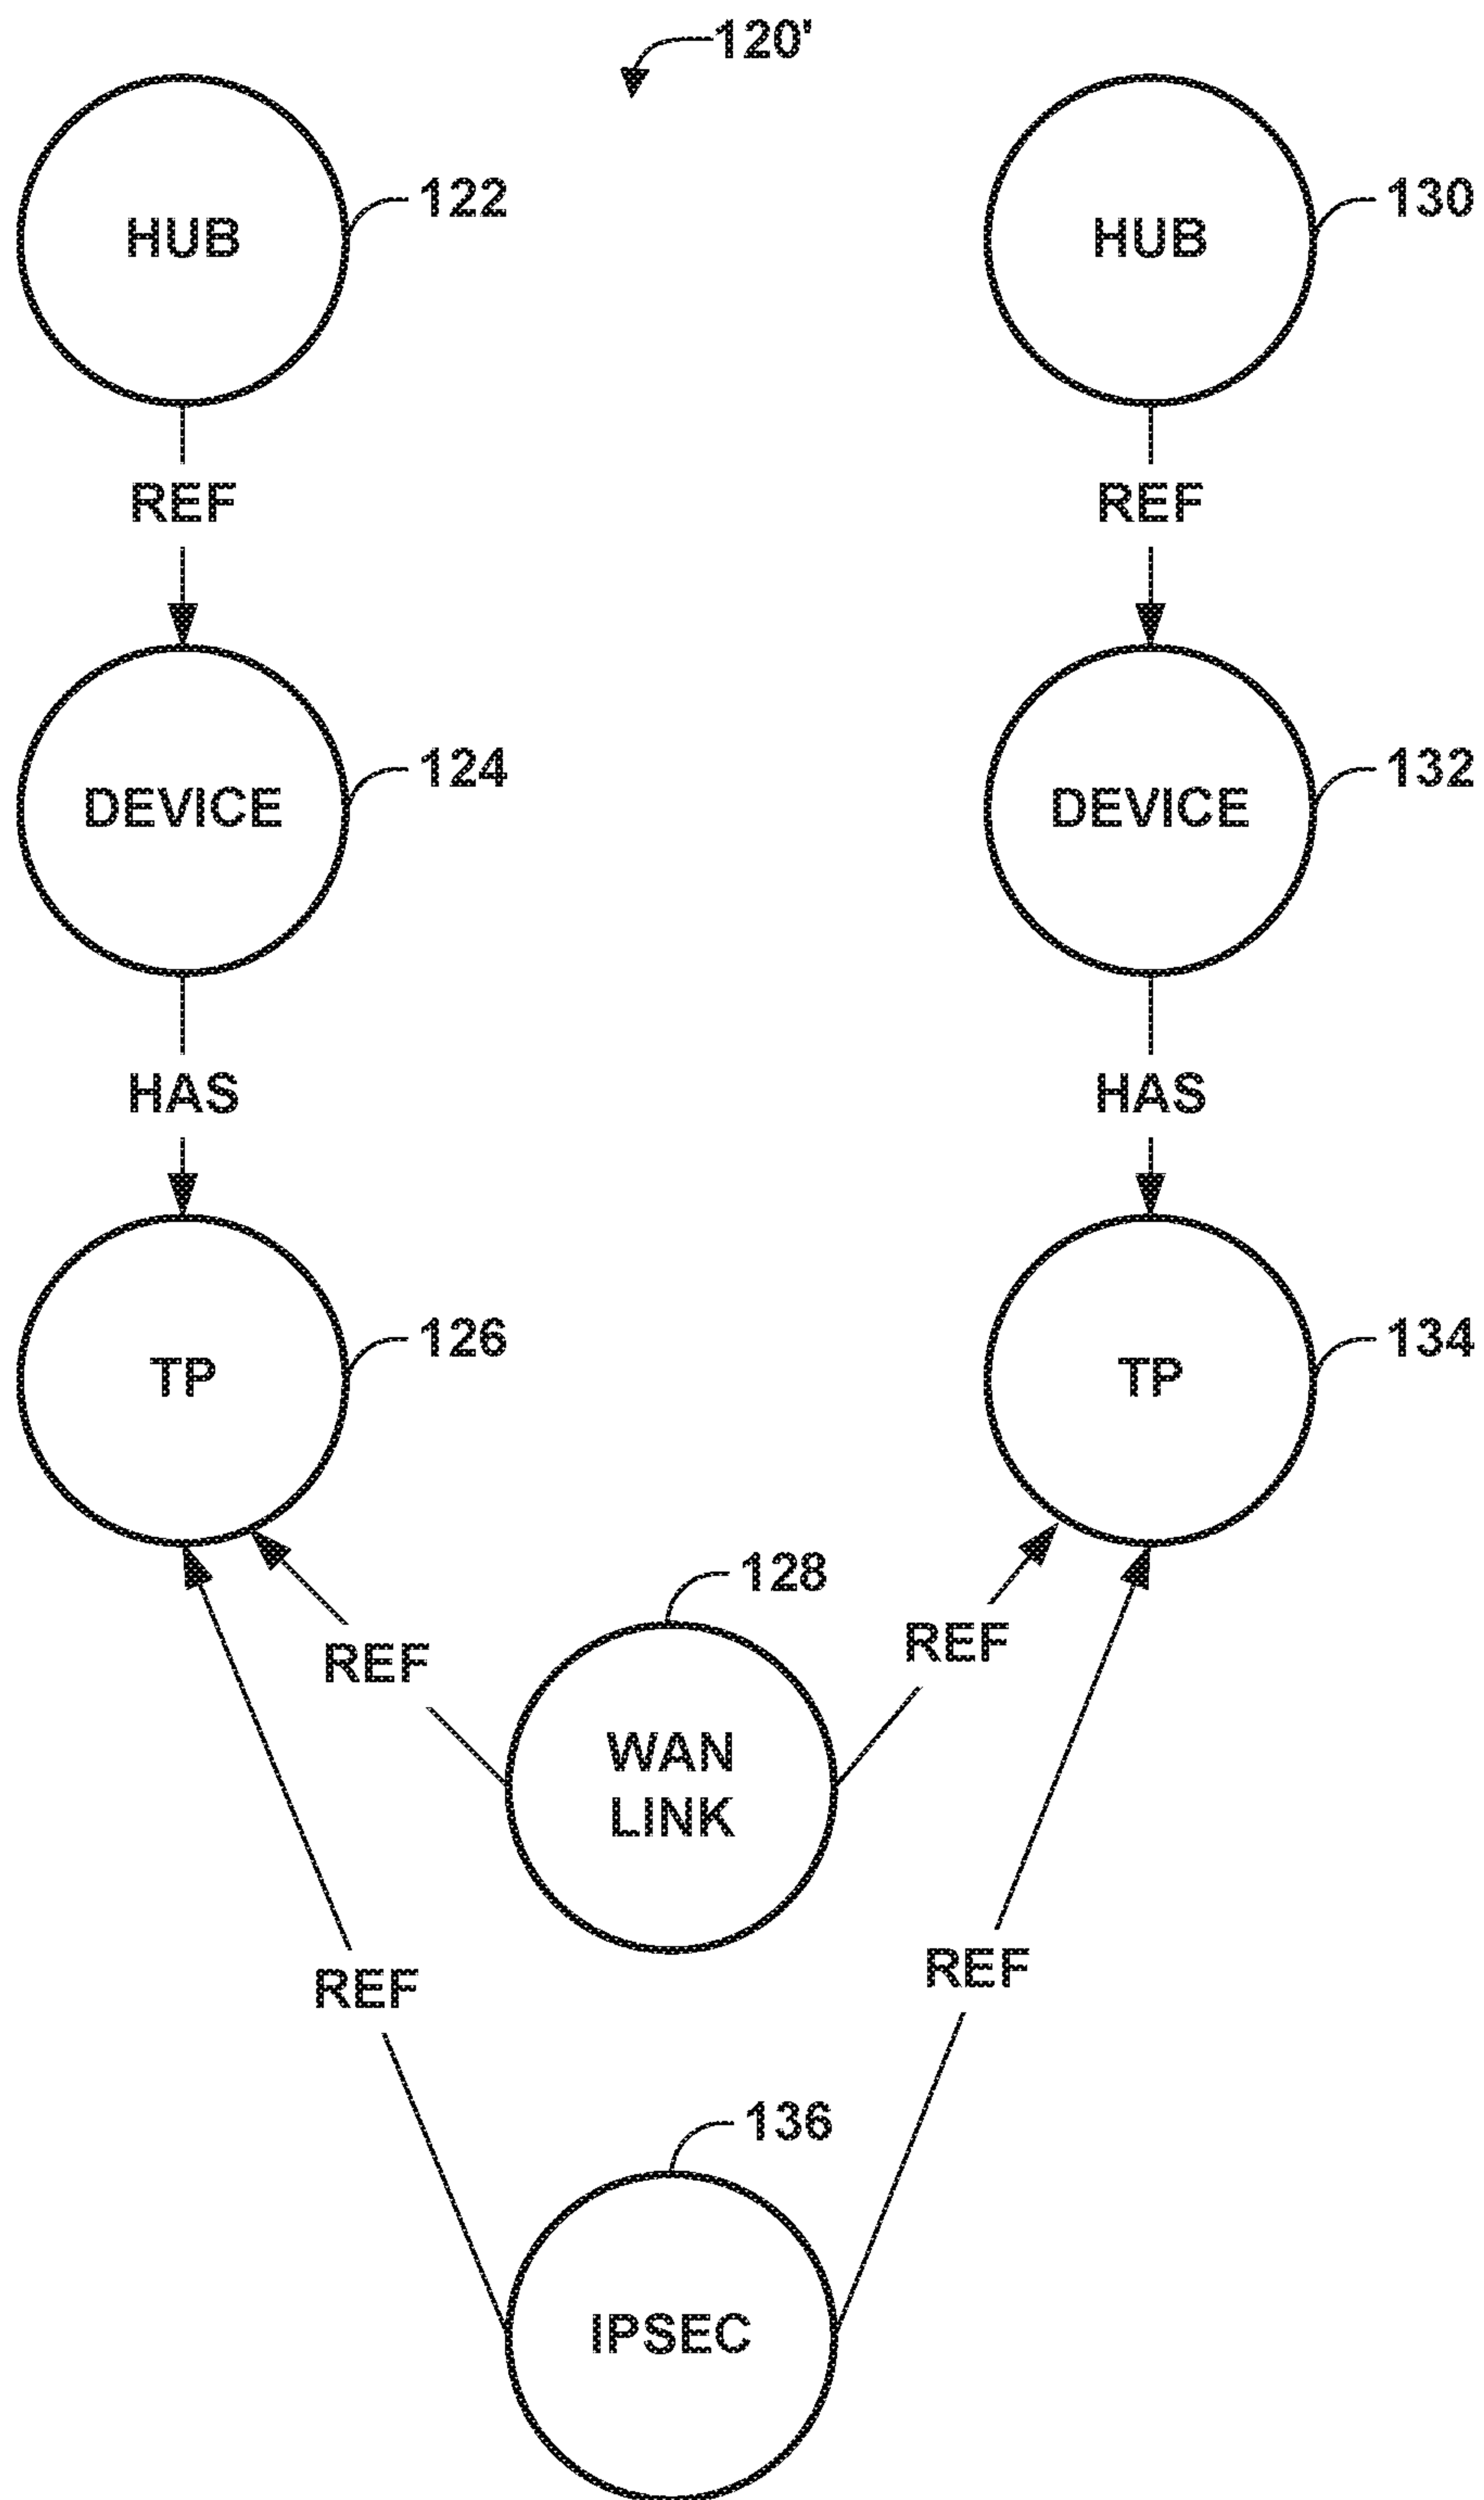 120'
122
130
HUB
HUB
REF
REF
124
132
DEVICE
DEVICE
HAS
HAS
126
134
TP
TP
128
REF
REF
WAN
LINK
REF
REF
136
IPSEC